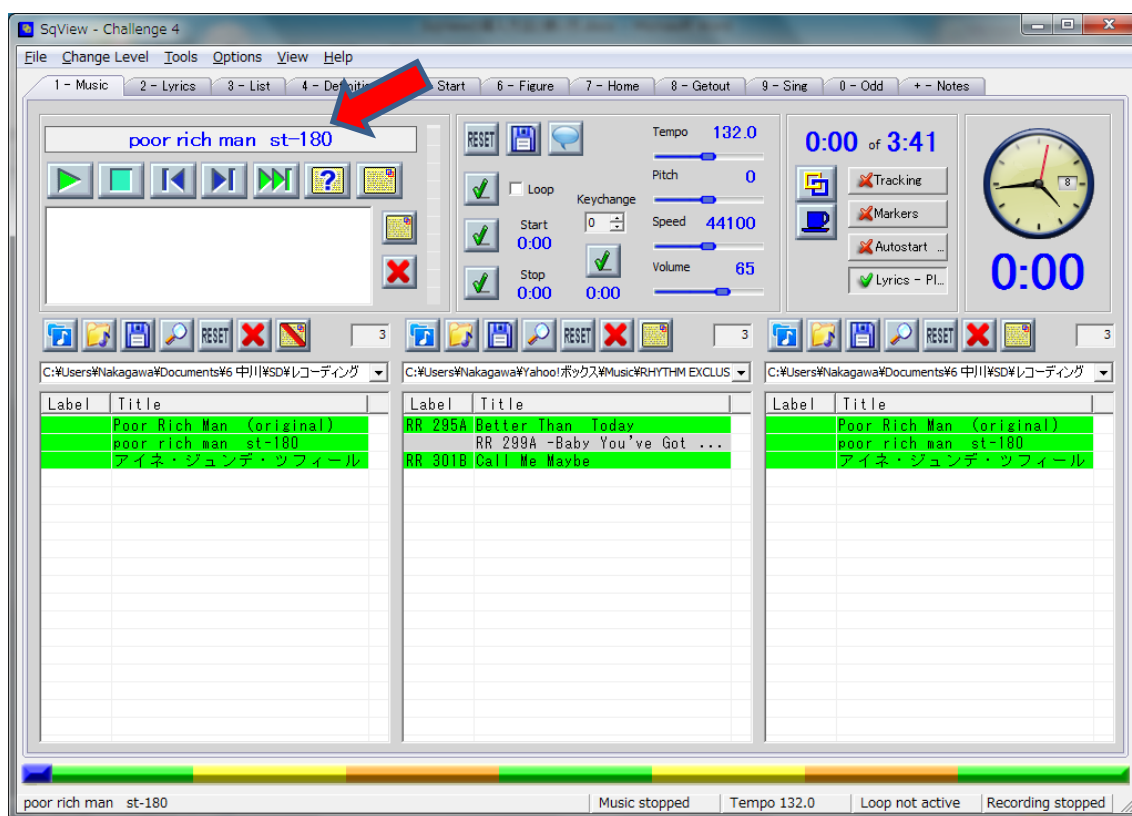 SqView - Challenge 4
File Change Level Tools Options View Help
1 - Music 2 - Lyrics 3 - List 4 - Start 6 - Figure 7 - Home 8 - Getout 9 - Sing 0 - Odd + - Notes
poor rich man st-180
RESET
Tempo 132.0
0:00 of 3:41
Loop
Pitch 0
Tracking
8
Keychange
Start 0 Speed 44100
0:00
Markers
Autostart ...
Stop Volume 65
0:00 0:00
Lyrics - Pl...
0:00
RESET 3 RESET 3 RESET 3
C:¥Users¥Nakagawa¥Documents¥6 中川¥SD¥レコーディング C:¥Users¥Nakagawa¥Yahoo!ボックス¥Music¥RHYTHM EXCLUS C:¥Users¥Nakagawa¥Documents¥6 中川¥SD¥レコーディング
Label Title Label Title Label Title
Poor Rich Man (original) RR 295A Better Than Today Poor Rich Man (original)
poor rich man st-180 RR 299A -Baby You've Got ... poor rich man st-180
アイネ・ジュンデ・ツフィール RR 301B Call Me Maybe アイネ・ジュンデ・ツフィール
poor rich man st-180 Music stopped Tempo 132.0 Loop not active Recording stopped